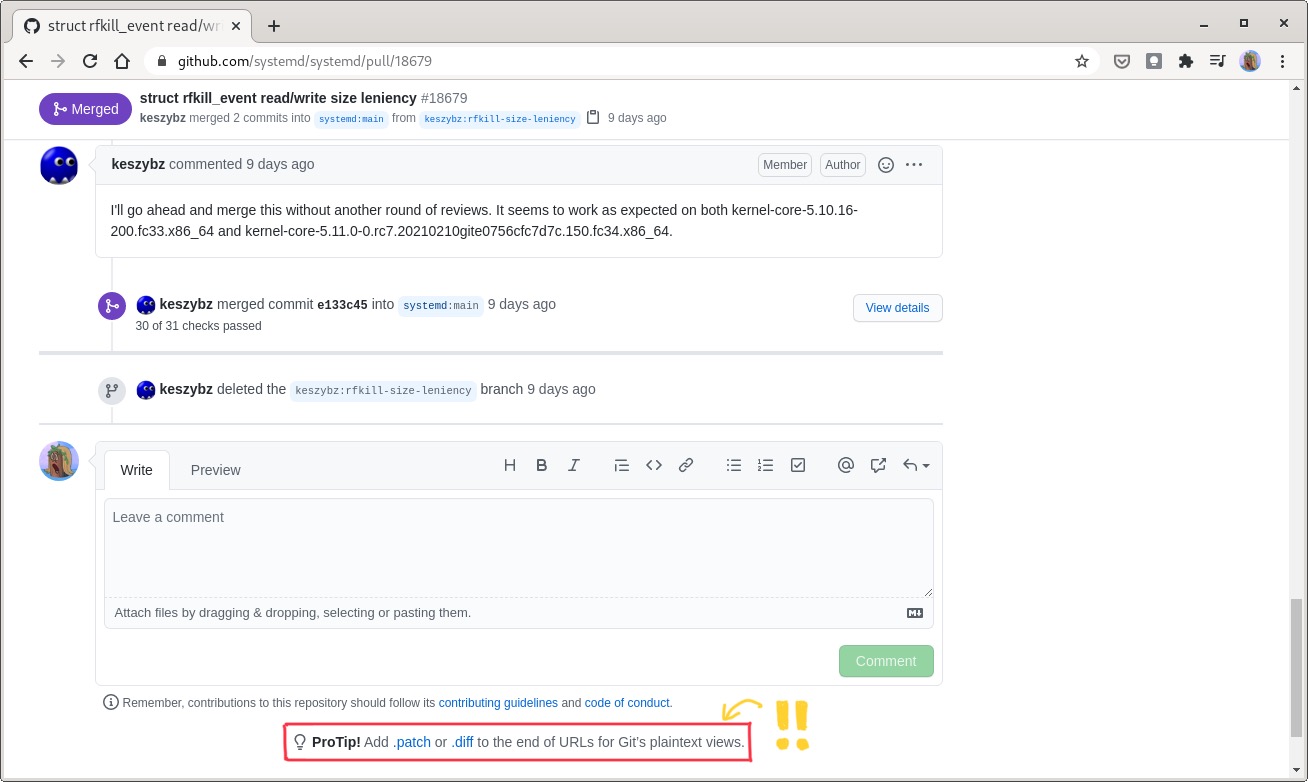 struct rfkill_event read/wr
github.com/systemd/systemd/pull/18679
Merged
struct rfkill_event read/write size leniency #18679
keszybz merged 2 commits into systemd:main from keszybz:rfkill-size-leniency 9 days ago
keszybz commented 9 days ago
Member
Author
I'll go ahead and merge this without another round of reviews. It seems to work as expected on both kernel-core-5.10.16-
200.fc33.x86_64 and kernel-core-5.11.0-0.rc7.20210210gite0756cfc7d7c.150.fc34.x86_64.
keszybz merged commit e133c45 into systemd:main 9 days ago
View details
30 of 31 checks passed
keszybz deleted the keszybz:rfkill-size-leniency branch 9 days ago
Write
Preview
Leave a comment
Attach files by dragging & dropping, selecting or pasting them.
Comment
Remember, contributions to this repository should follow its contributing guidelines and code of conduct.
!!
ProTip! Add .patch or .diff to the end of URLs for Git's plaintext views.